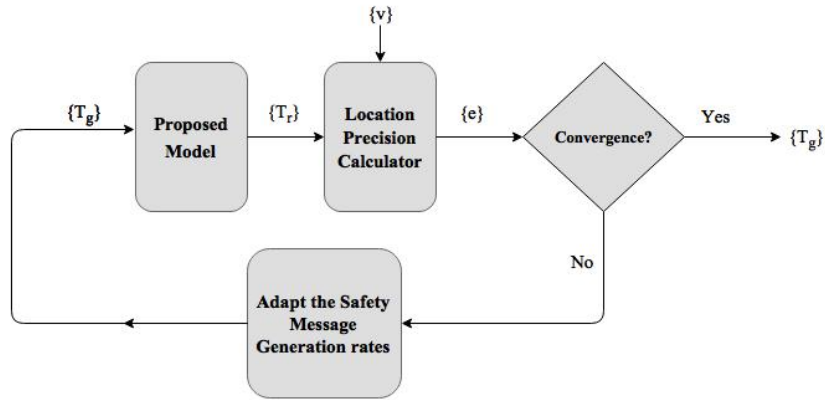 {v}
{Tg}
Proposed
Model
{Tr}
Location
Precision
Calculator
{e}
Convergence?
Yes
{Tg}
No
Adapt the Safety
Message
Generation rates